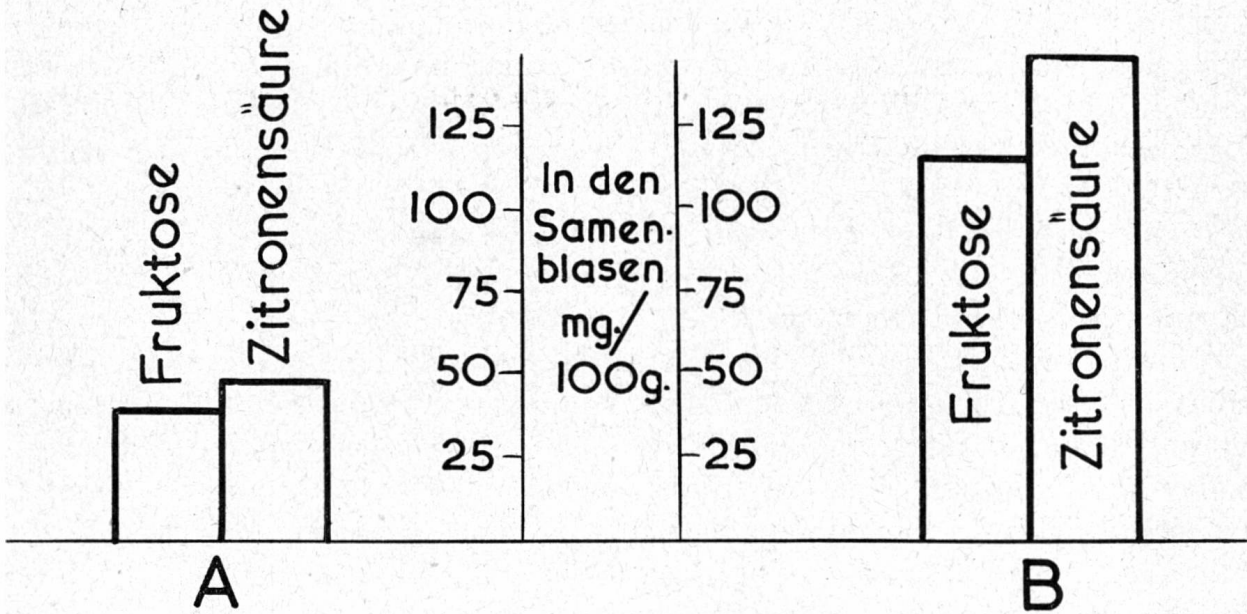 Fruktose
Zitronensäure
125
100
75
50
25
In den
Samen-
blasen
mg./
100g.
125
100
75
50
25
Fruktose
Zitronensäure
A
B